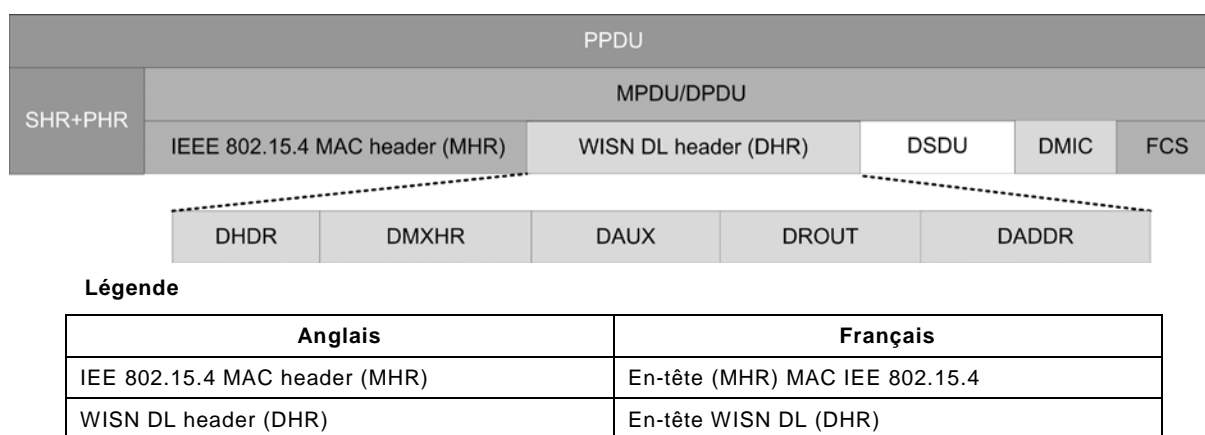 PPDU
SHR+PHR
MPDU/DPDU
IEEE 802.15.4 MAC header (MHR) WISN DL header (DHR) DSDU DMIC FCS
DHDR DMXHR DAUX DROUT DADDR
Légende
Anglais Français
IEE 802.15.4 MAC header (MHR) En-tête (MHR) MAC IEE 802.15.4
WISN DL header (DHR) En-tête WISN DL (DHR)